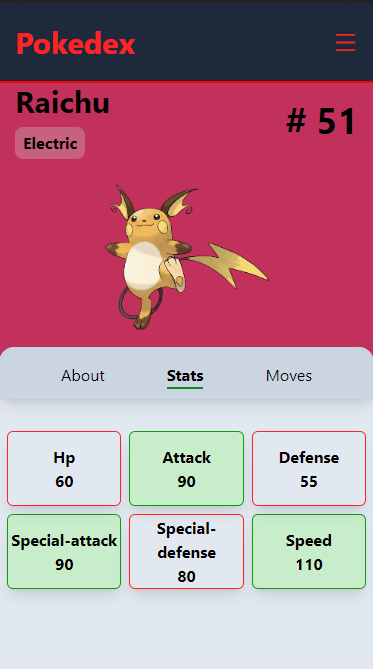 Pokedex
Raichu
# 51
Electric
About Stats Moves
Hp Attack Defense
60 90 55
Special-attack Special-defense Speed
90 80 110